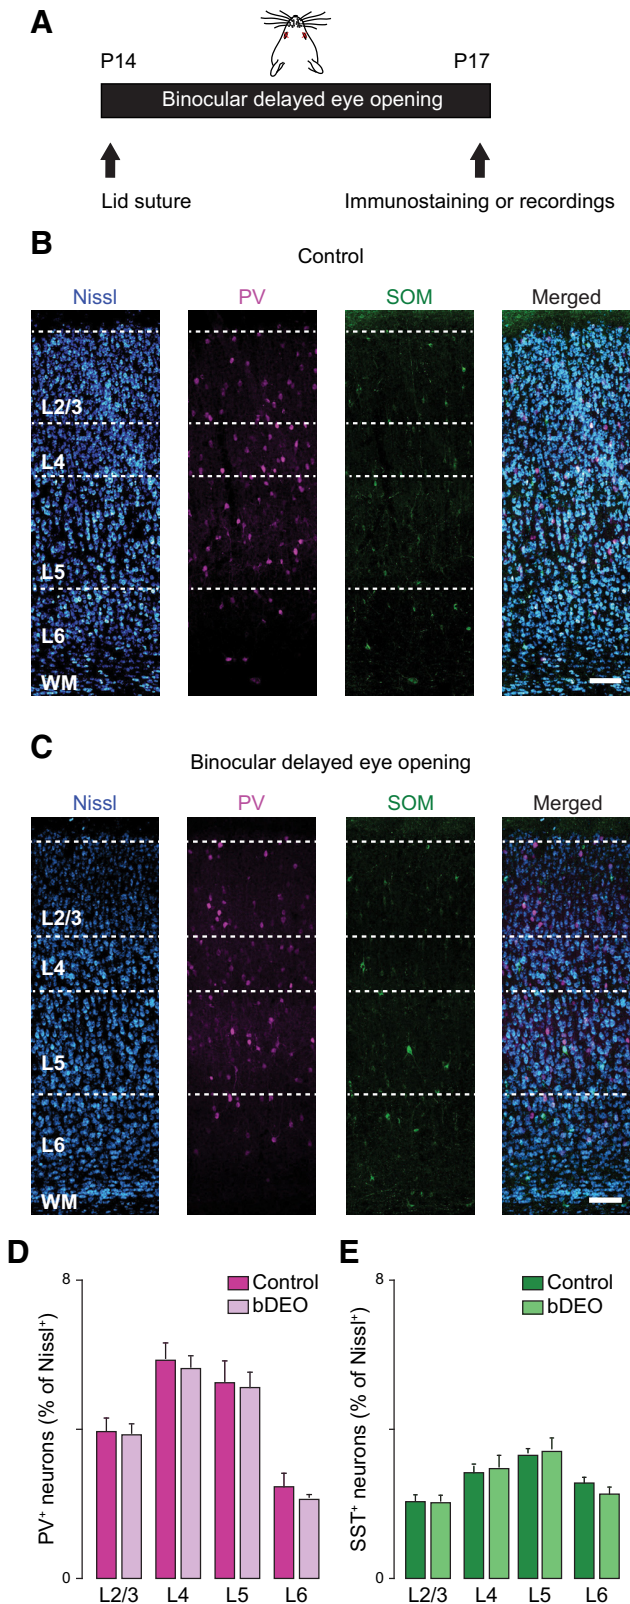 A
P14
P17
Binocular delayed eye opening
Lid suture
Immunostaining or recordings
B
Control
Nissl
PV
SOM
Merged
L2/3
L4
L5
L6
WM
C
Binocular delayed eye opening
Nissl
PV
SOM
Merged
L2/3
L4
L5
L6
WM
D
8
0
PV⁺ neurons (% of Nissl⁺)
Control
bDEO
L2/3 L4 L5 L6
E
8
0
SST⁺ neurons (% of Nissl⁺)
Control
bDEO
L2/3 L4 L5 L6